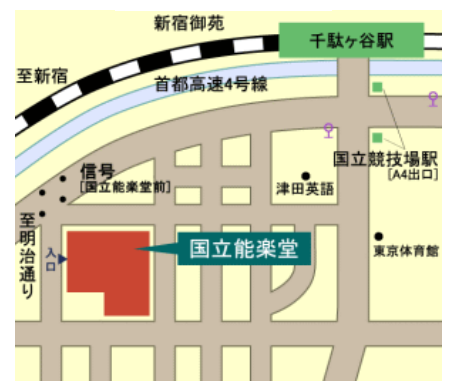 新宿御苑
千駄ヶ谷駅
至新宿
首都高速4号線
国立競技場駅
[A4出口]
信号
[国立能楽堂前]
津田英語
至明治通り
入口
国立能楽堂
東京体育館